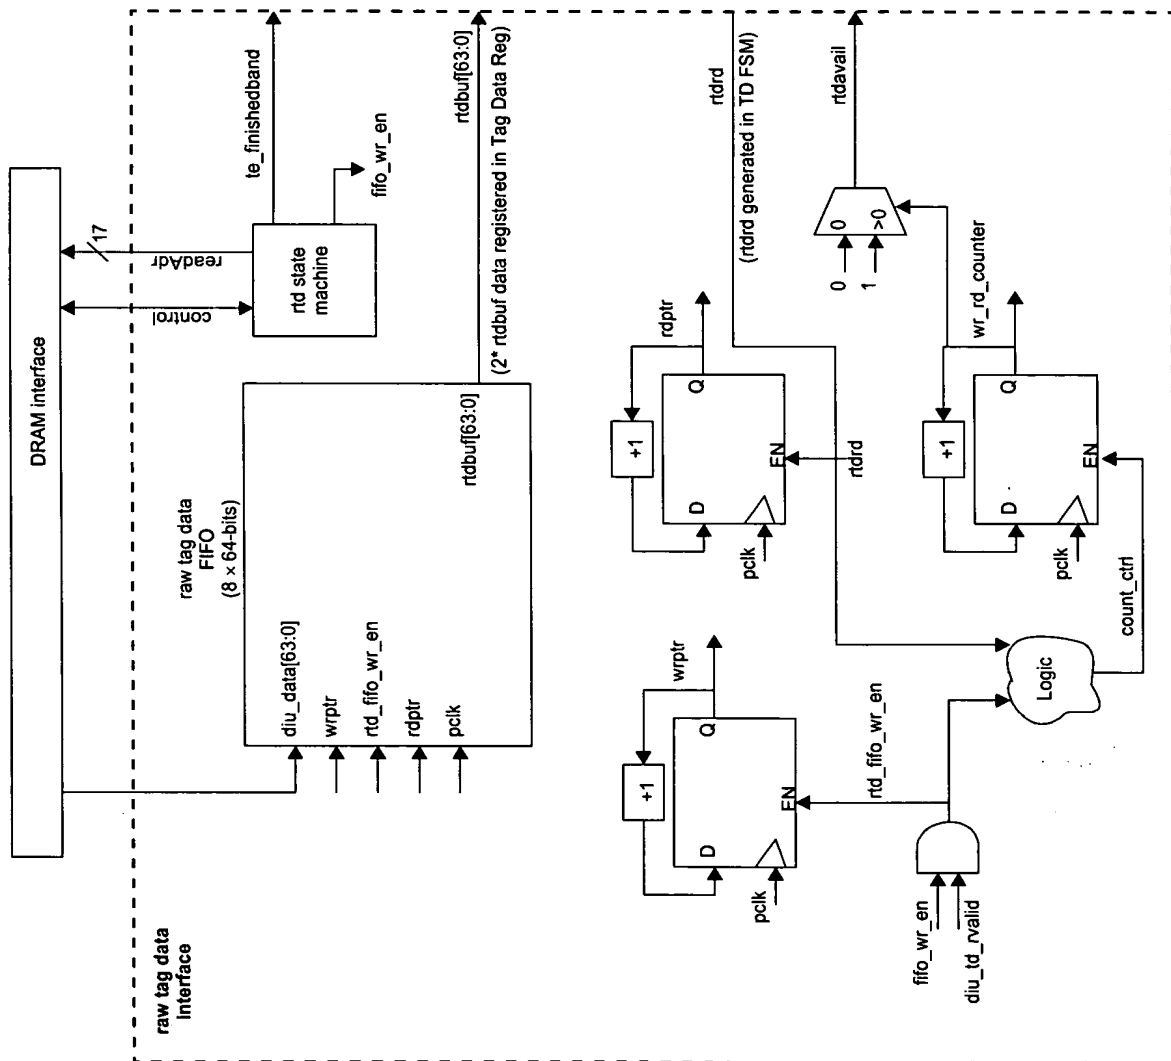 DRAM interface
raw tag data
interface
control
readAdr
17
rtd state
machine
te_finishedband
fifo_wr_en
raw tag data
FIFO
(8 × 64-bits)
diu_data[63:0]
wrptr
rtd_fifo_wr_en
rdptr
pclk
rtdbuf[63:0]
rtdbuf[63:0]
(2* rtdbuf data registered in Tag Data Reg)
+1
D
Q
EN
pclk
wrptr
rtd_fifo_wr_en
fifo_wr_en
diu_td_rvalid
+1
D
Q
EN
pclk
rdptr
rtdrd
rtdrd
(rtdrd generated in TD FSM)
Logic
count_ctrl
+1
D
Q
EN
pclk
wr_rd_counter
0
1
0
>0
rtdavail